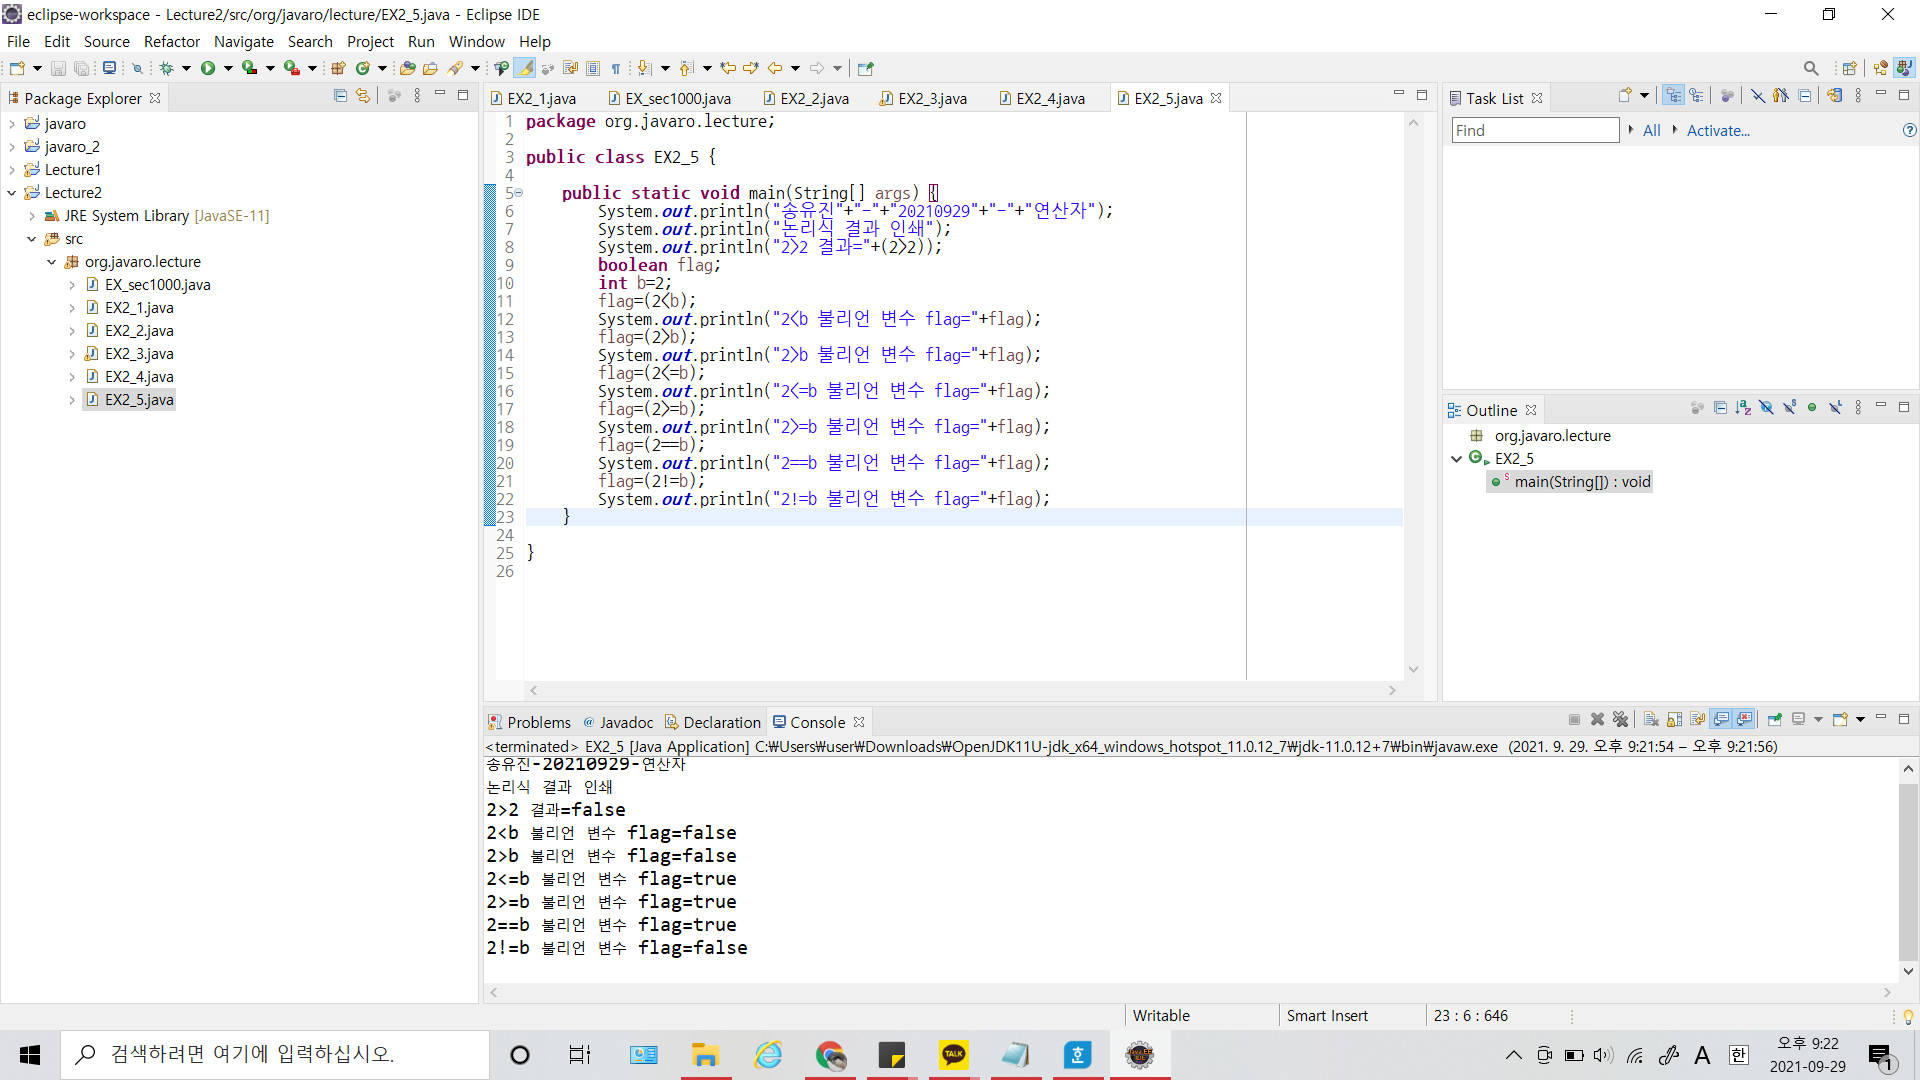 eclipse-workspace - Lecture2/src/org/javaro/lecture/EX2_5.java - Eclipse IDE
File Edit Source Refactor Navigate Search Project Run Window Help
Package Explorer
javaro
javaro_2
Lecture1
Lecture2
JRE System Library [JavaSE-11]
src
org.javaro.lecture
EX_sec1000.java
EX2_1.java
EX2_2.java
EX2_3.java
EX2_4.java
EX2_5.java
EX2_1.java EX_sec1000.java EX2_2.java EX2_3.java EX2_4.java EX2_5.java
1 package org.javaro.lecture;
2
3 public class EX2_5 {
4
5 public static void main(String[] args) {
6 System.out.println("송유진"+"-"+"20210929"+"-"+"연산자");
7 System.out.println("논리식 결과 인쇄");
8 System.out.println("2>2 결과="+(2>2));
9 boolean flag;
10 int b=2;
11 flag=(2<b);
12 System.out.println("2<b 불리언 변수 flag="+flag);
13 flag=(2>b);
14 System.out.println("2>b 불리언 변수 flag="+flag);
15 flag=(2<=b);
16 System.out.println("2<=b 불리언 변수 flag="+flag);
17 flag=(2>=b);
18 System.out.println("2>=b 불리언 변수 flag="+flag);
19 flag=(2==b);
20 System.out.println("2==b 불리언 변수 flag="+flag);
21 flag=(2!=b);
22 System.out.println("2!=b 불리언 변수 flag="+flag);
23 }
24
25 }
26
Task List
Find All Activate...
Outline
org.javaro.lecture
EX2_5
main(String[]) : void
Problems @ Javadoc Declaration Console
<terminated> EX2_5 [Java Application] C:₩Users₩user₩Downloads₩OpenJDK11U-jdk_x64_windows_hotspot_11.0.12_7₩jdk-11.0.12+7₩bin₩javaw.exe (2021. 9. 29. 오후 9:21:54 – 오후 9:21:56)
송유진-20210929-연산자
논리식 결과 인쇄
2>2 결과=false
2<b 불리언 변수 flag=false
2>b 불리언 변수 flag=false
2<=b 불리언 변수 flag=true
2>=b 불리언 변수 flag=true
2==b 불리언 변수 flag=true
2!=b 불리언 변수 flag=false
Writable Smart Insert 23 : 6 : 646
검색하려면 여기에 입력하십시오.
TALK
A 한
오후 9:22
2021-09-29
1